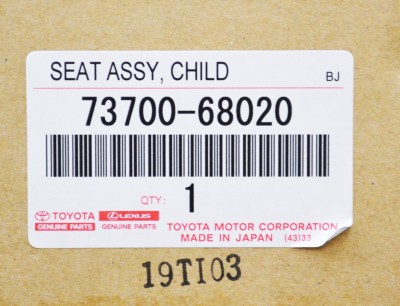 SEAT ASSY, CHILD BJ
73700-68020
QTY: 1
TOYOTA LEXUS TOYOTA MOTOR CORPORATION
GENUINE PARTS GENUINE PARTS MADE IN JAPAN (43)33
19TI03